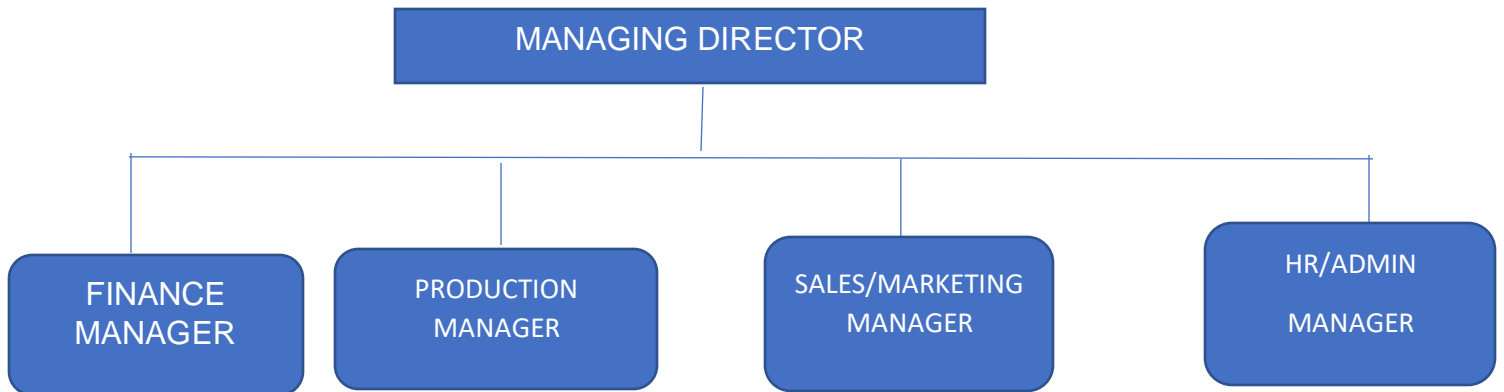 MANAGING DIRECTOR
FINANCE
MANAGER
PRODUCTION
MANAGER
SALES/MARKETING
MANAGER
HR/ADMIN
MANAGER